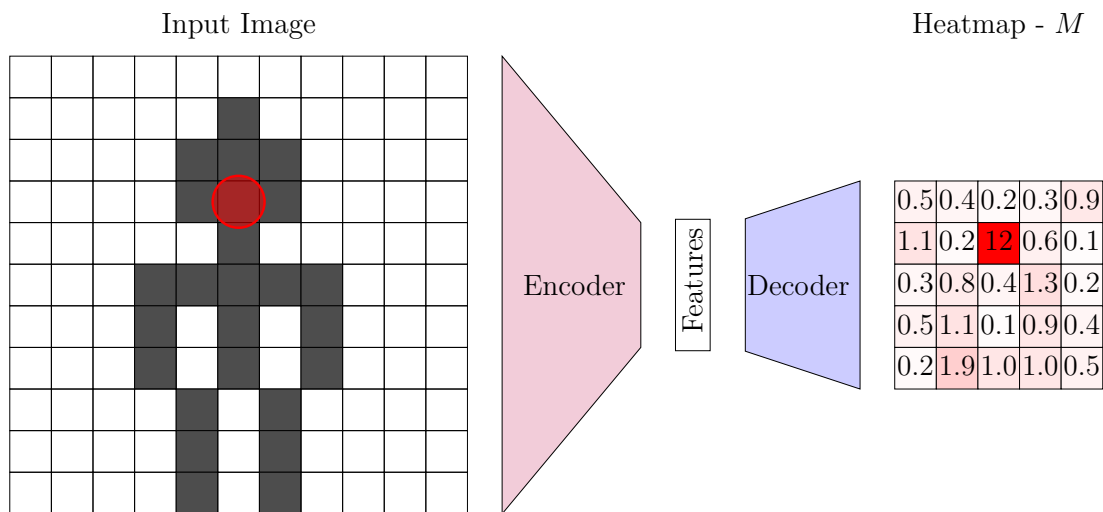 Input Image
Heatmap - M
Encoder
Features
Decoder
0.5 0.4 0.2 0.3 0.9
1.1 0.2 12 0.6 0.1
0.3 0.8 0.4 1.3 0.2
0.5 1.1 0.1 0.9 0.4
0.2 1.9 1.0 1.0 0.5